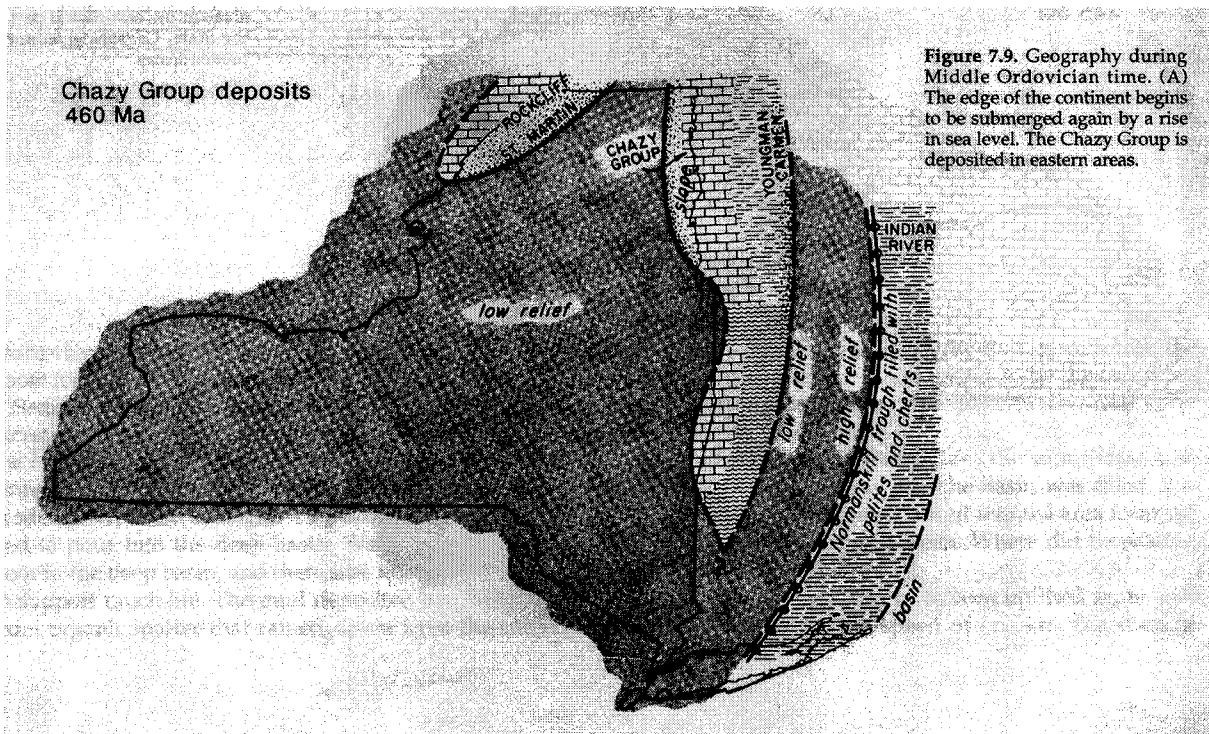 Chazy Group deposits
460 Ma
Figure 7.9. Geography during
Middle Ordovician time. (A)
The edge of the continent begins
to be submerged again by a rise
in sea level. The Chazy Group is
deposited in eastern areas.
ROCKCLIFF
ST. MARTIN
CHAZY
GROUP
slope
YOUNGMAN
CARMEN
INDIAN
RIVER
low relief
low relief
high relief
Normanskill trough filled with
pelites and cherts
basin